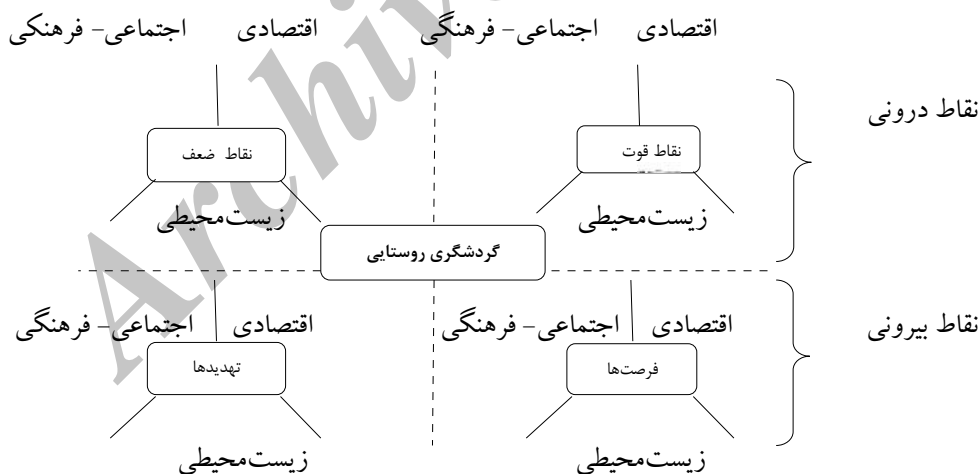 اقتصادی اجتماعی- فرهنگی اقتصادی اجتماعی- فرهنکی
نقاط درونی
نقاط قوت نقاط ضعف
زیست‌محیطی زیست‌محیطی
گردشگری روستایی
اقتصادی اجتماعی- فرهنگی اقتصادی اجتماعی- فرهنگی
نقاط بیرونی
فرصت‌ها تهدیدها
زیست‌محیطی زیست‌محیطی